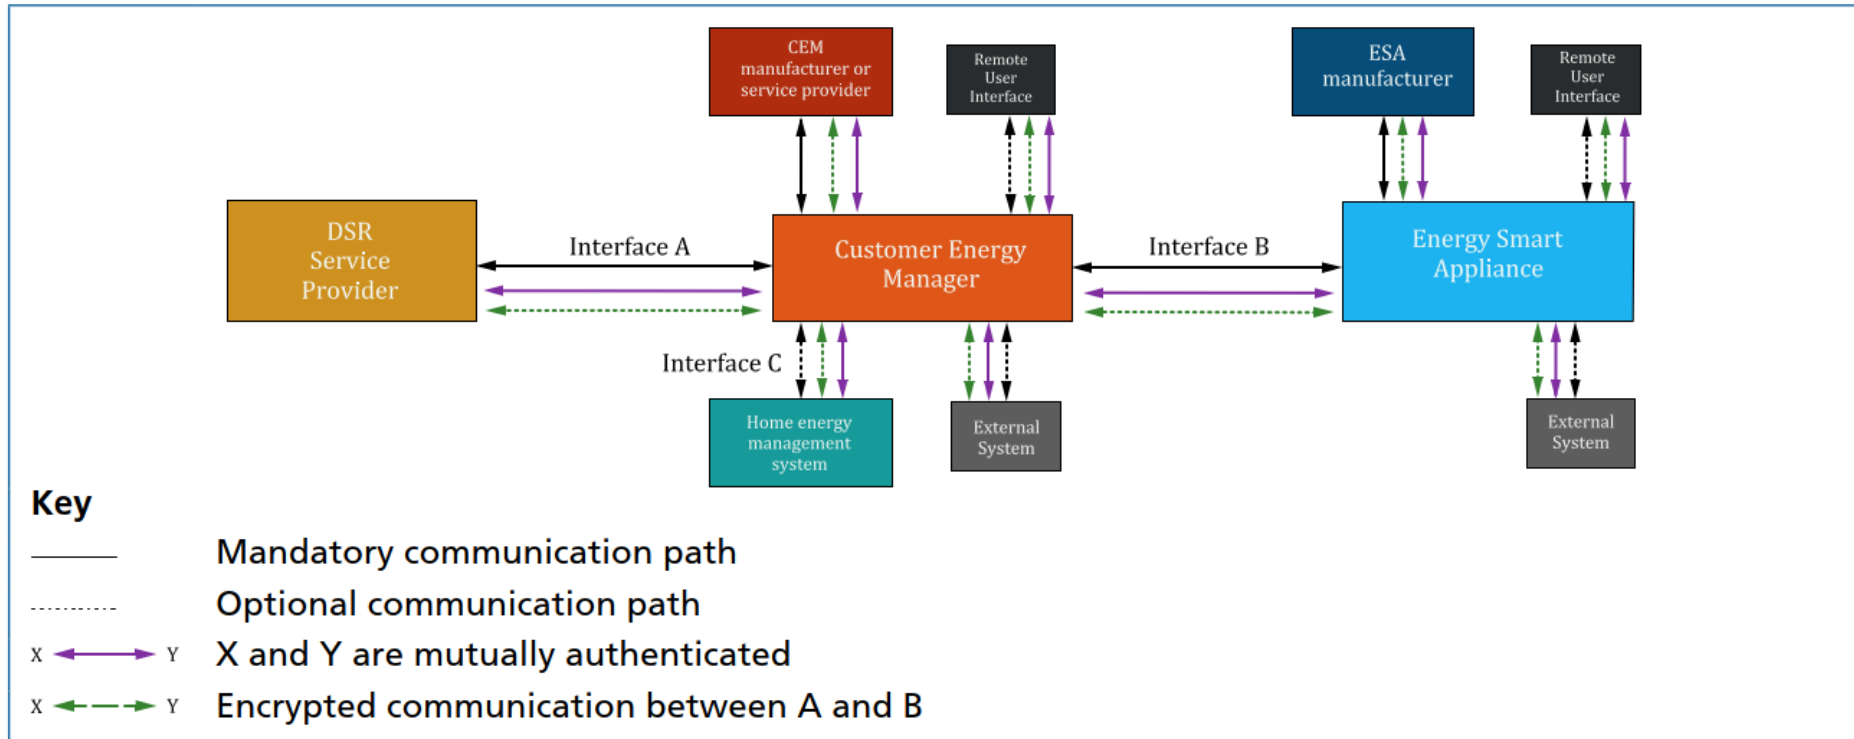 CEM
manufacturer or
service provider
Remote
User
Interface
ESA
manufacturer
Remote
User
Interface
DSR
Service
Provider
Interface A
Customer Energy
Manager
Interface B
Energy Smart
Appliance
Interface C
Home energy
management
system
External
System
External
System
Key
Mandatory communication path
Optional communication path
X Y X and Y are mutually authenticated
X Y Encrypted communication between A and B